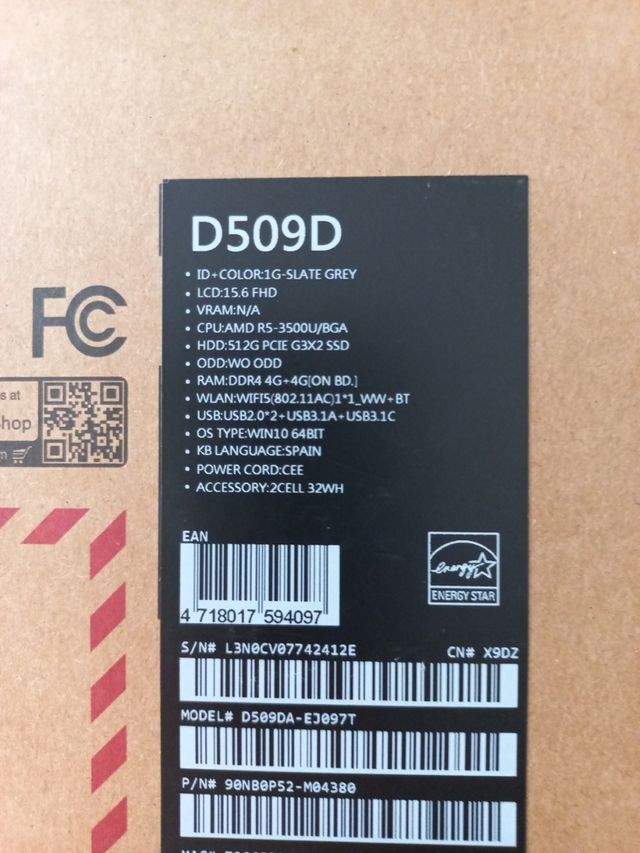 D509D
• ID+COLOR:1G-SLATE GREY
• LCD:15.6 FHD
• VRAM:N/A
• CPU:AMD R5-3500U/BGA
• HDD:512G PCIE G3X2 SSD
• ODD:WO ODD
• RAM:DDR4 4G+4G[ON BD.]
• WLAN:WIFI5(802.11AC)1*1_WW+BT
• USB:USB2.0*2+USB3.1A+USB3.1C
• OS TYPE:WIN10 64BIT
• KB LANGUAGE:SPAIN
• POWER CORD:CEE
• ACCESSORY:2CELL 32WH
FC
s at
hop
m
EAN
4 718017 594097
energy
ENERGY STAR
S/N# L3N0CV07742412E CN# X9DZ
MODEL# D509DA-EJ097T
P/N# 90NB0P52-M04380